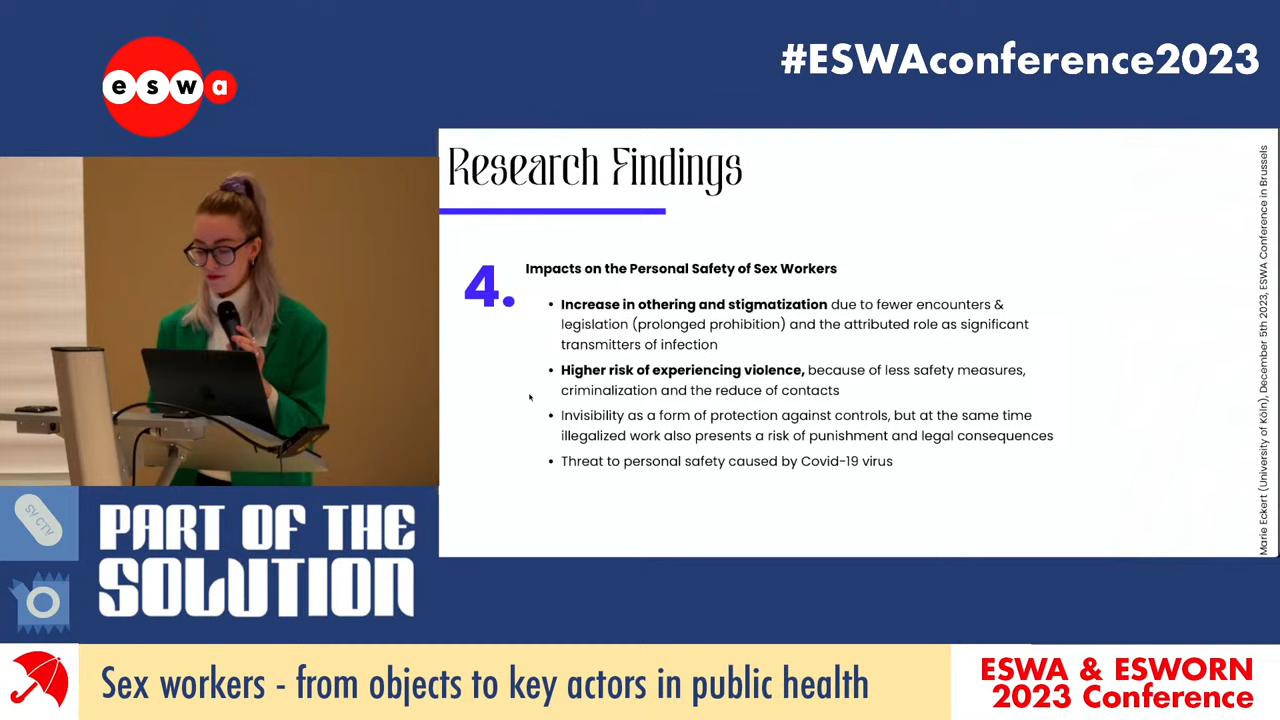 eswa
#ESWAconference2023
Research Findings
4.
Impacts on the Personal Safety of Sex Workers
• Increase in othering and stigmatization due to fewer encounters &
legislation (prolonged prohibition) and the attributed role as significant
transmitters of infection
• Higher risk of experiencing violence, because of less safety measures,
criminalization and the reduce of contacts
• Invisibility as a form of protection against controls, but at the same time
illegalized work also presents a risk of punishment and legal consequences
• Threat to personal safety caused by Covid-19 virus
Marie Eckert (University of Köln), December 5th 2023, ESWA Conference in Brussels
PART OF THE
SOLUTION
Sex workers - from objects to key actors in public health
ESWA & ESWORN
2023 Conference